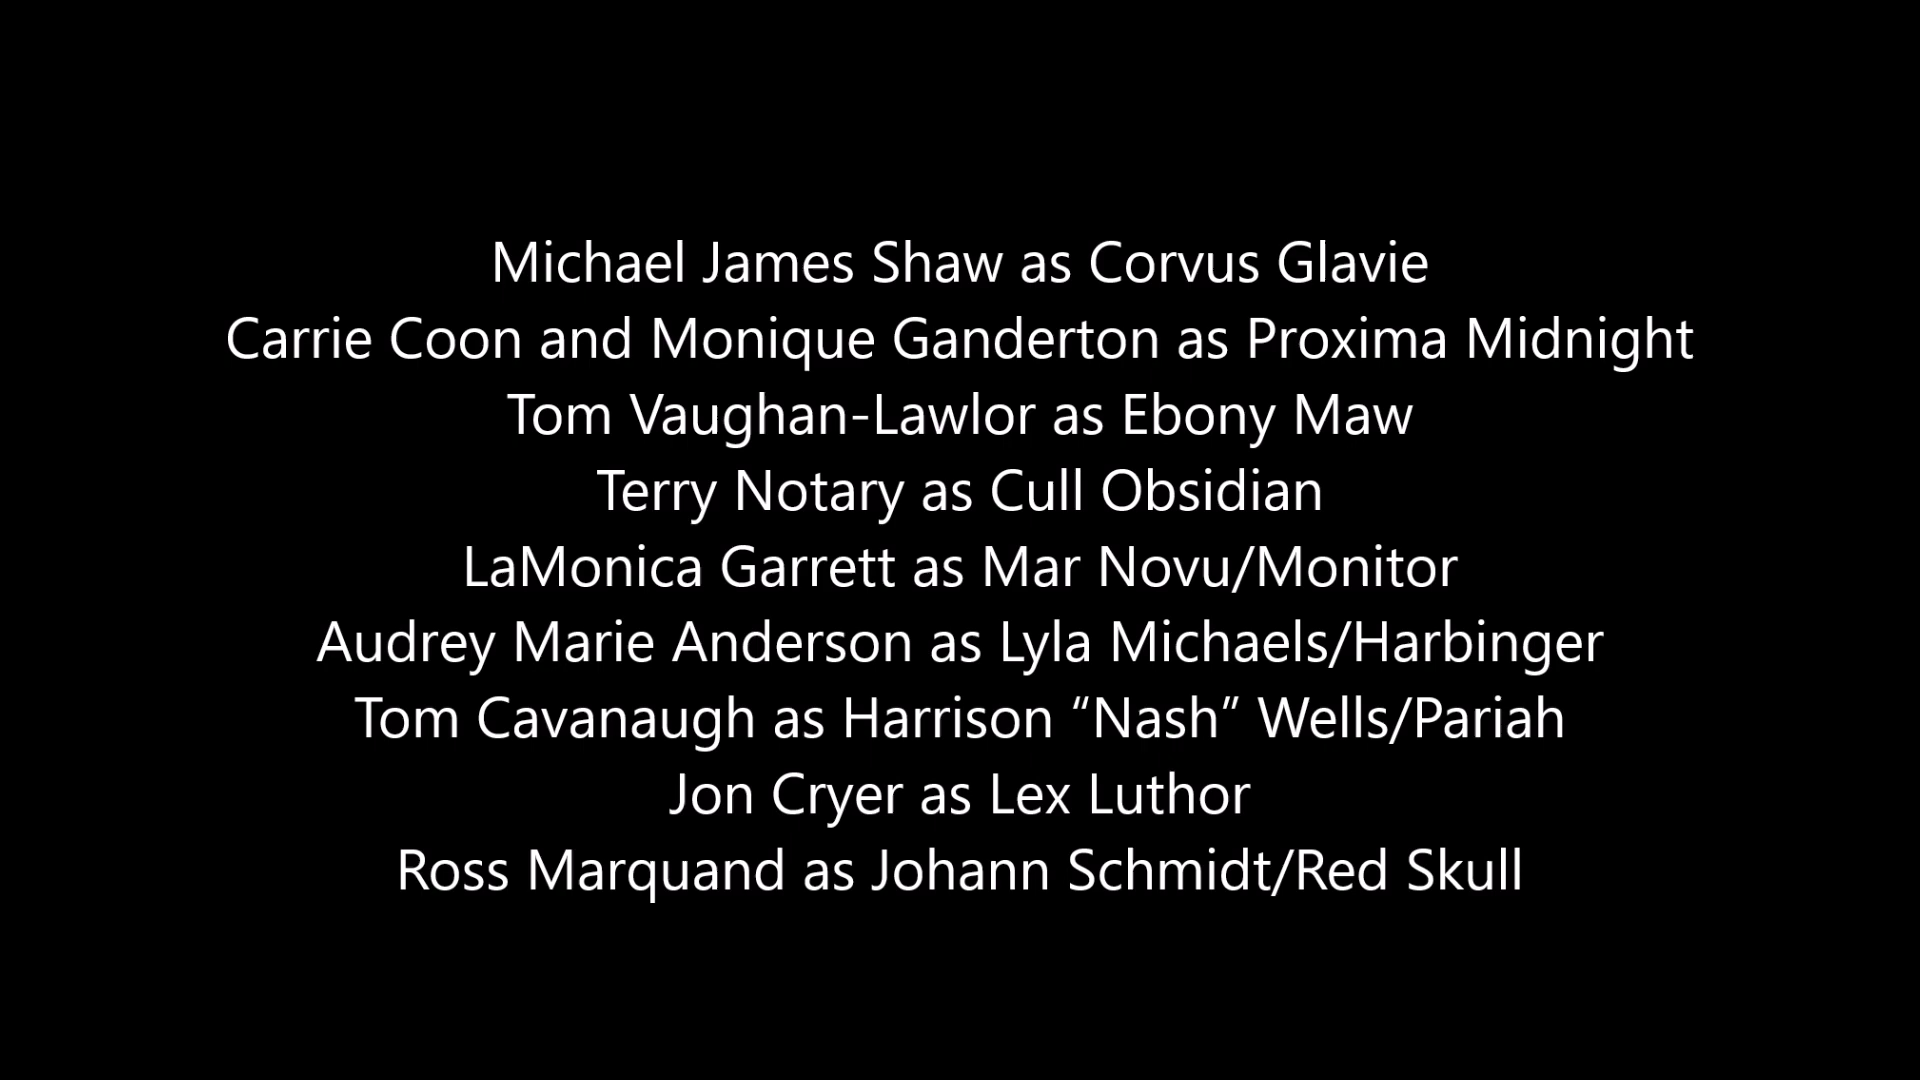 Michael James Shaw as Corvus Glavie
Carrie Coon and Monique Ganderton as Proxima Midnight
Tom Vaughan-Lawlor as Ebony Maw
Terry Notary as Cull Obsidian
LaMonica Garrett as Mar Novu/Monitor
Audrey Marie Anderson as Lyla Michaels/Harbinger
Tom Cavanaugh as Harrison “Nash” Wells/Pariah
Jon Cryer as Lex Luthor
Ross Marquand as Johann Schmidt/Red Skull